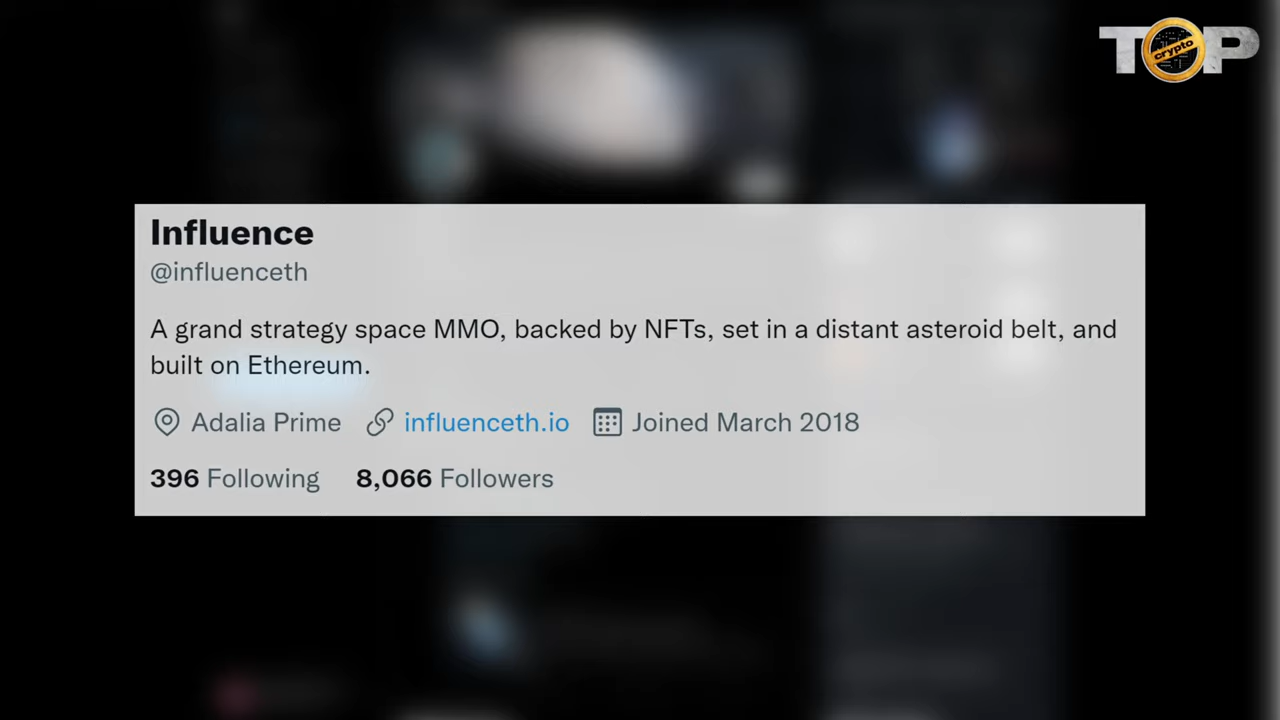 TOP
crypto
Influence
@influenceth
A grand strategy space MMO, backed by NFTs, set in a distant asteroid belt, and
built on Ethereum.
Adalia Prime influenceth.io Joined March 2018
396 Following 8,066 Followers